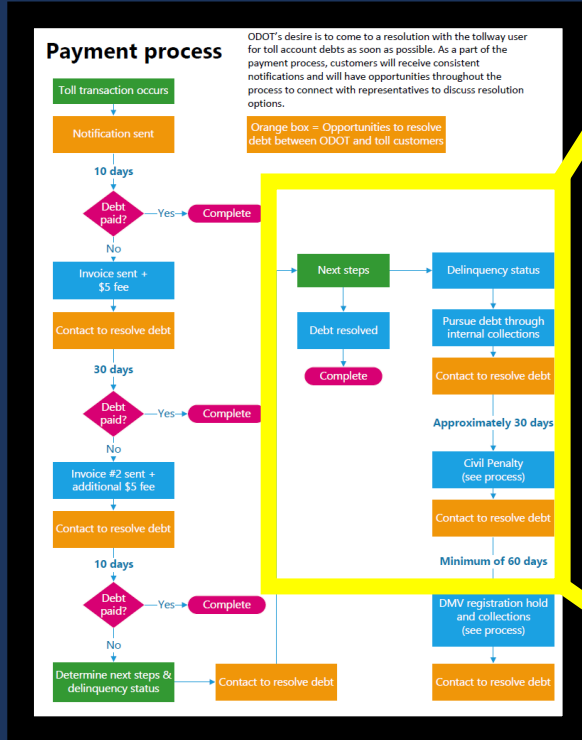 Payment process
ODOT's desire is to come to a resolution with the tollway user
for toll account debts as soon as possible. As a part of the
payment process, customers will receive consistent
notifications and will have opportunities throughout the
process to connect with representatives to discuss resolution
options.
Orange box = Opportunities to resolve
debt between ODOT and toll customers
Toll transaction occurs
Notification sent
10 days
Debt
paid?
Yes
Complete
No
Invoice sent +
$5 fee
Contact to resolve debt
30 days
Debt
paid?
Yes
Complete
No
Invoice #2 sent +
additional $5 fee
Contact to resolve debt
10 days
Debt
paid?
Yes
Complete
No
Determine next steps &
delinquency status
Contact to resolve debt
Next steps
Debt resolved
Complete
Delinquency status
Pursue debt through
internal collections
Contact to resolve debt
Approximately 30 days
Civil Penalty
(see process)
Contact to resolve debt
Minimum of 60 days
DMV registration hold
and collections
(see process)
Contact to resolve debt